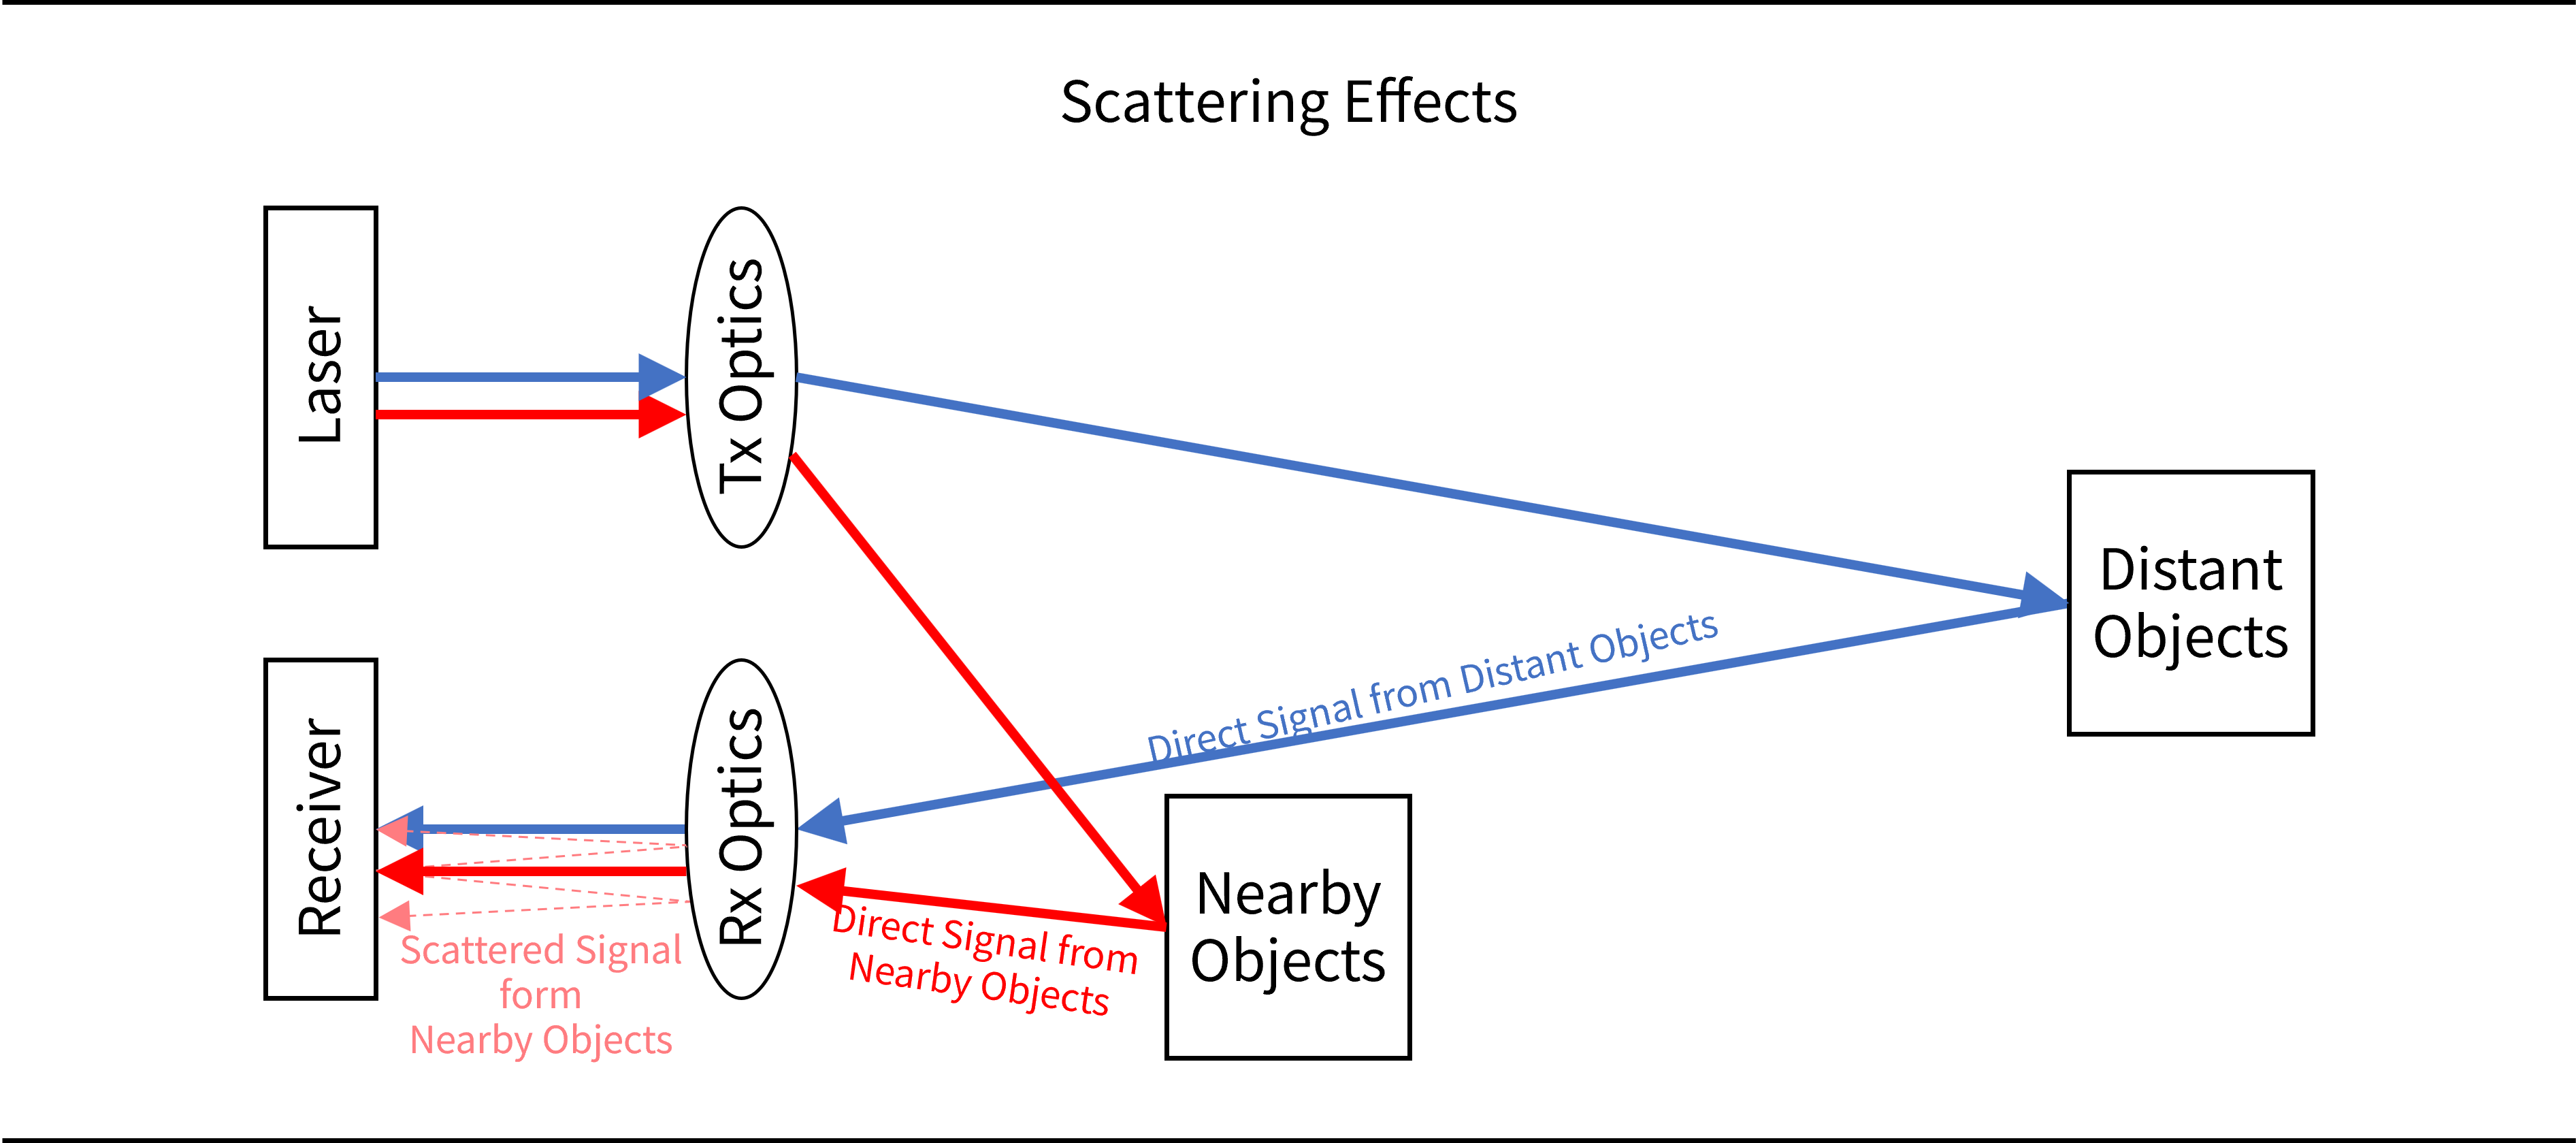 Scattering Effects
Laser
Tx Optics
Distant
Objects
Direct Signal from Distant Objects
Receiver
Rx Optics
Nearby
Objects
Direct Signal from
Nearby Objects
Scattered Signal
form
Nearby Objects